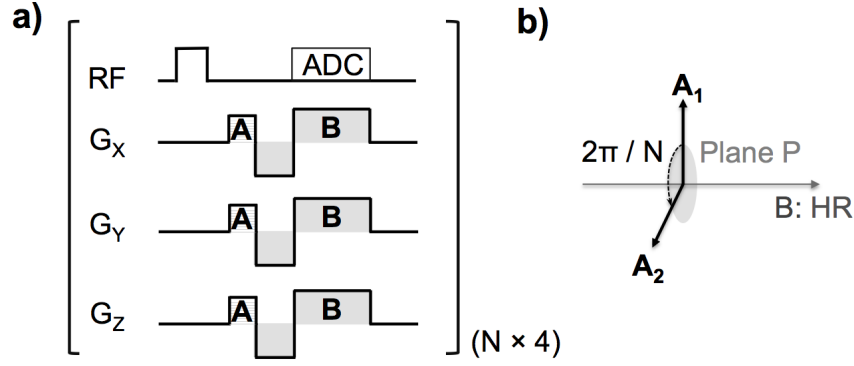 a)
RF
ADC
G_X
A
B
G_Y
A
B
G_Z
A
B
(N × 4)
b)
A₁
2π / N
Plane P
B: HR
A₂